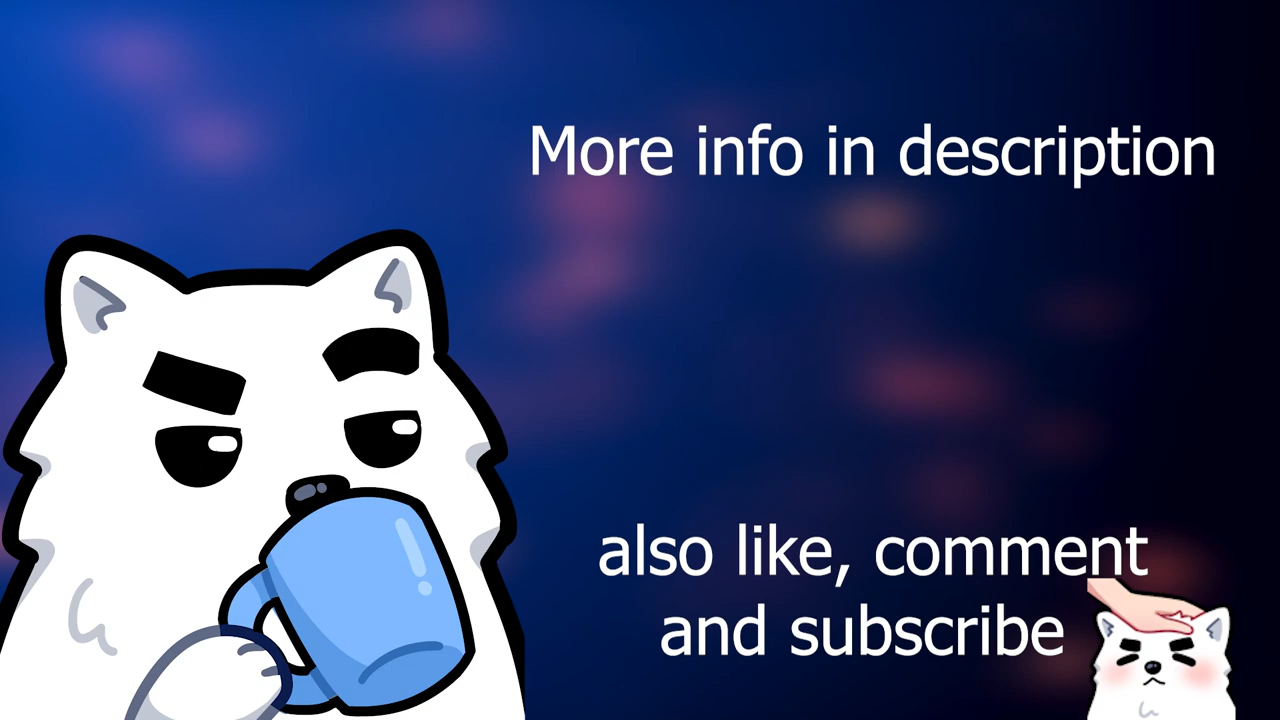 More info in description
also like, comment
and subscribe